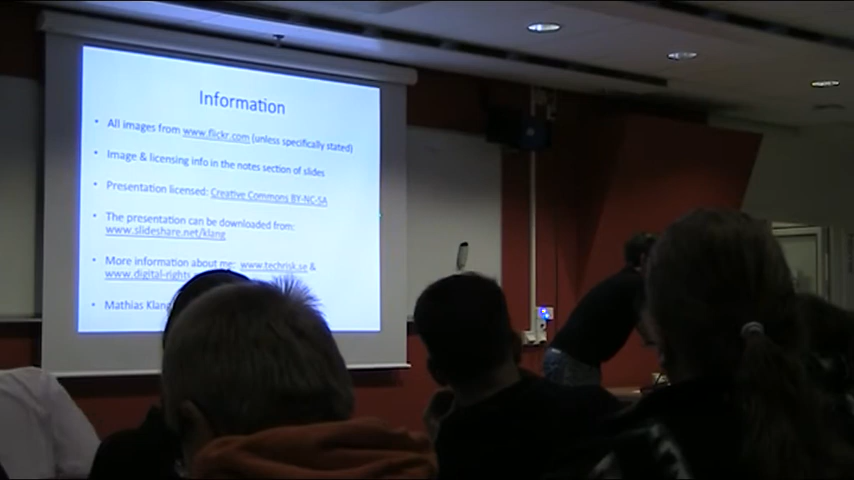 Information
• All images from www.flickr.com (unless specifically stated)
• Image & licensing info in the notes section of slides
• Presentation licensed: Creative Commons BY-NC-SA
• The presentation can be downloaded from:
www.slideshare.net/klang
• More information about me: www.techrisk.se &
www.digital-rights
• Mathias Klang